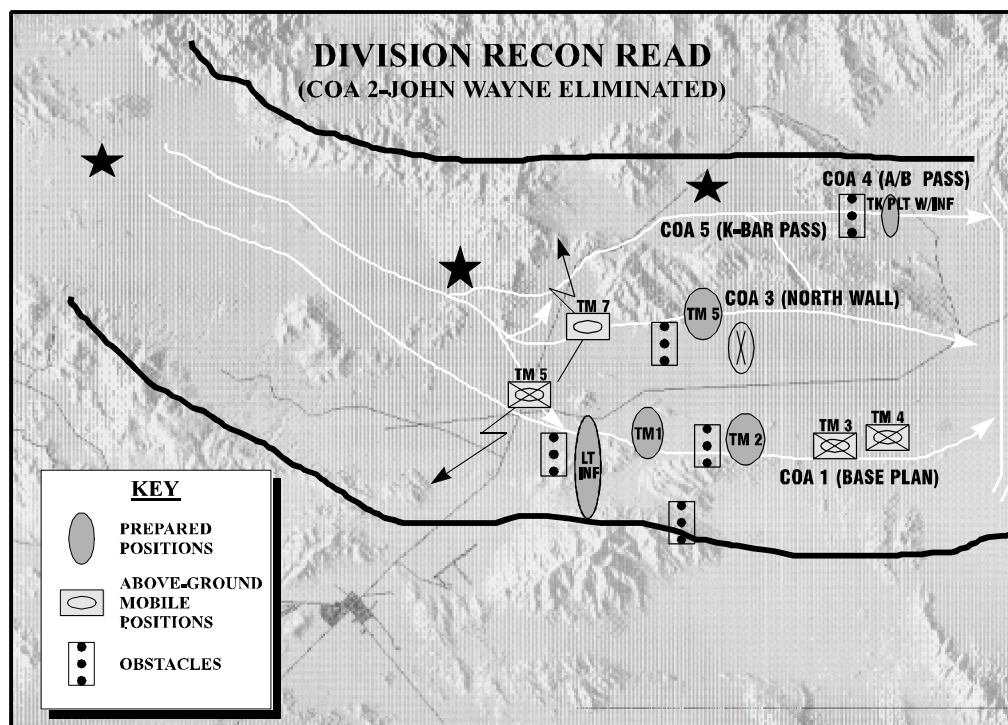 DIVISION RECON READ
(COA 2-JOHN WAYNE ELIMINATED)
COA 4 (A/B PASS)
TK PLT W/INF
COA 5 (K-BAR PASS)
TM 7
TM 5
COA 3 (NORTH WALL)
TM 5
TM1
TM 2
TM 3
TM 4
LT
INF
COA 1 (BASE PLAN)
KEY
PREPARED
POSITIONS
ABOVE-GROUND
MOBILE
POSITIONS
OBSTACLES